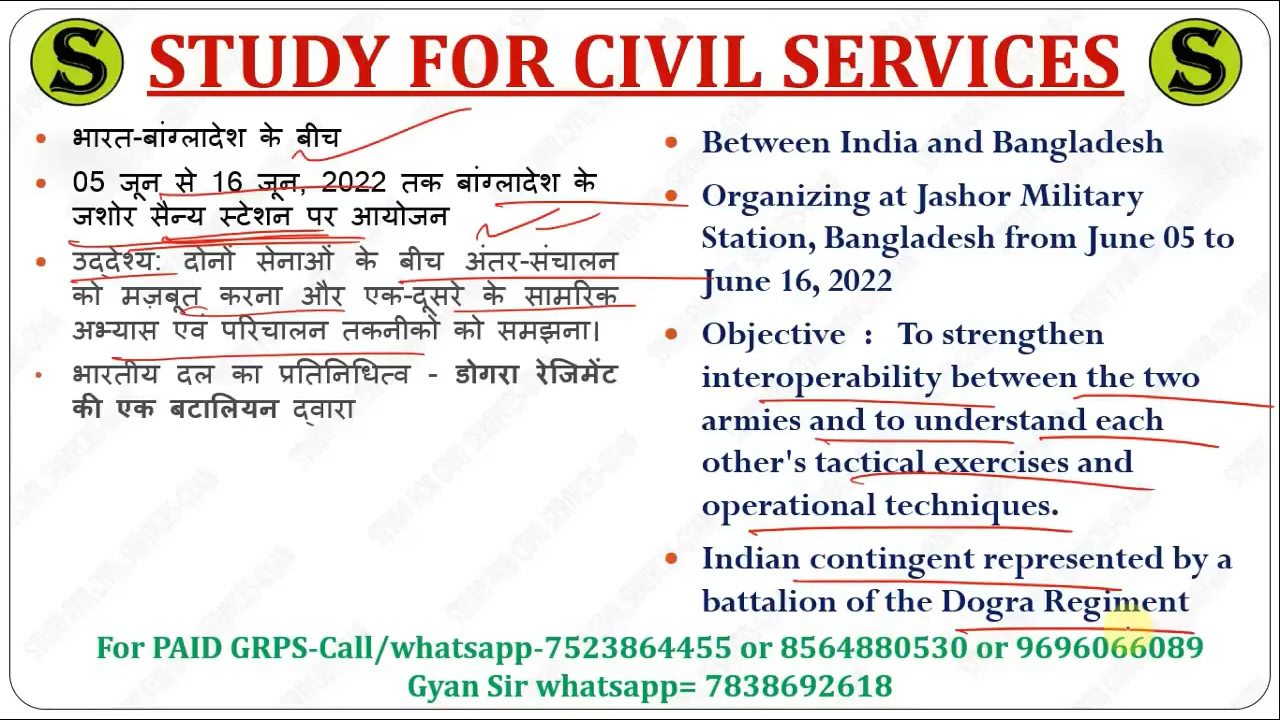 STUDY FOR CIVIL SERVICES
S
S
भारत-बांग्लादेश के बीच
05 जून से 16 जून, 2022 तक बांग्लादेश के
जशोर सैन्य स्टेशन पर आयोजन
उद्देश्य: दोनों सेनाओं के बीच अंतर-संचालन
को मज़बूत करना और एक-दूसरे के सामरिक
अभ्यास एवं परिचालन तकनीकों को समझना।
भारतीय दल का प्रतिनिधित्व - डोगरा रेजिमेंट
की एक बटालियन द्वारा
Between India and Bangladesh
Organizing at Jashor Military
Station, Bangladesh from June 05 to
June 16, 2022
Objective : To strengthen
interoperability between the two
armies and to understand each
other's tactical exercises and
operational techniques.
Indian contingent represented by a
battalion of the Dogra Regiment
For PAID GRPS-Call/whatsapp-7523864455 or 8564880530 or 9696066089
Gyan Sir whatsapp= 7838692618